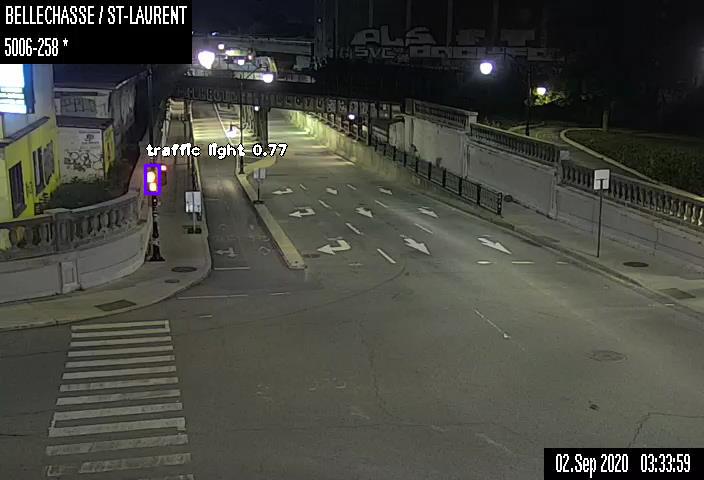 BELLECHASSE / ST-LAURENT
5006-258 *
traffic light 0.77
02.Sep 2020 03:33:59